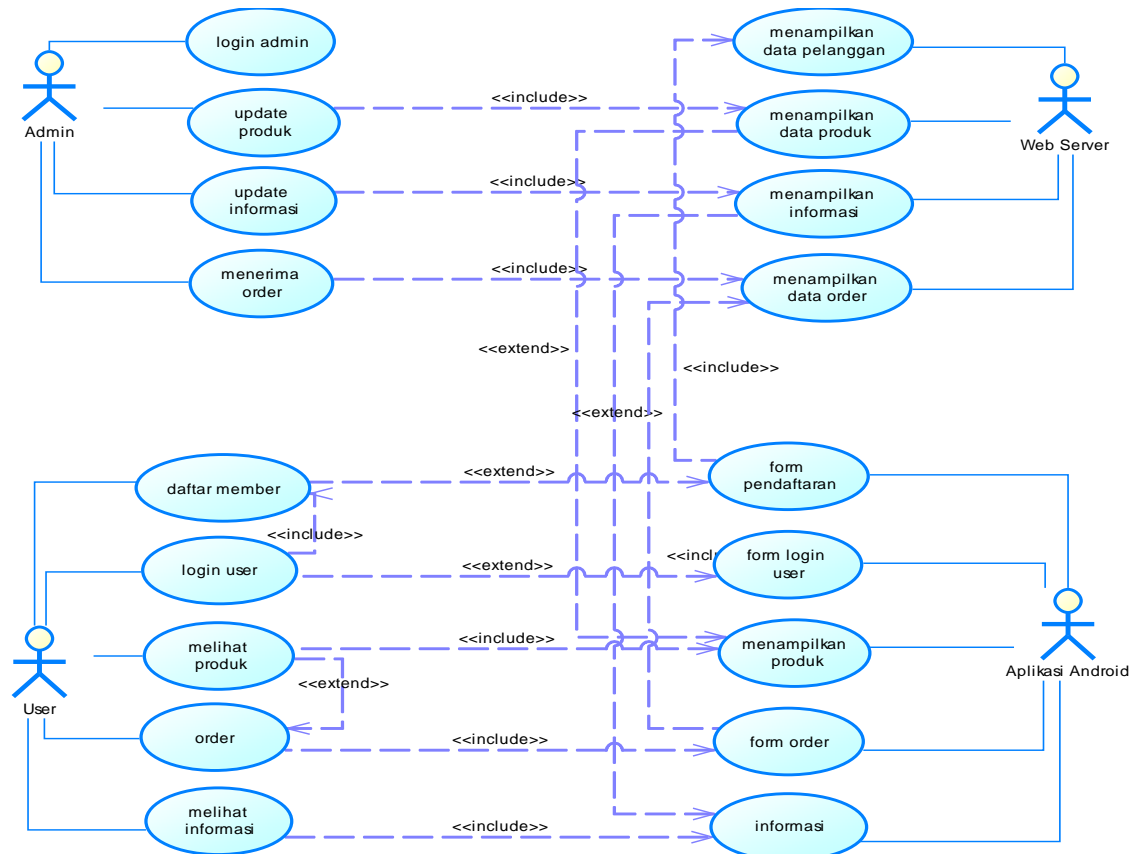 login admin
menampilkan
data pelanggan
Admin
update
produk
<<include>>
menampilkan
data produk
Web Server
update
informasi
<<include>>
menampilkan
informasi
menerima
order
<<include>>
menampilkan
data order
<<extend>>
<<include>>
<<extend>>
daftar member
<<extend>>
form
pendaftaran
<<include>>
login user
<<extend>>
<<incl
form login
user
melihat
produk
<<include>>
menampilkan
produk
Aplikasi Android
<<extend>>
User
order
<<include>>
form order
melihat
informasi
<<include>>
informasi